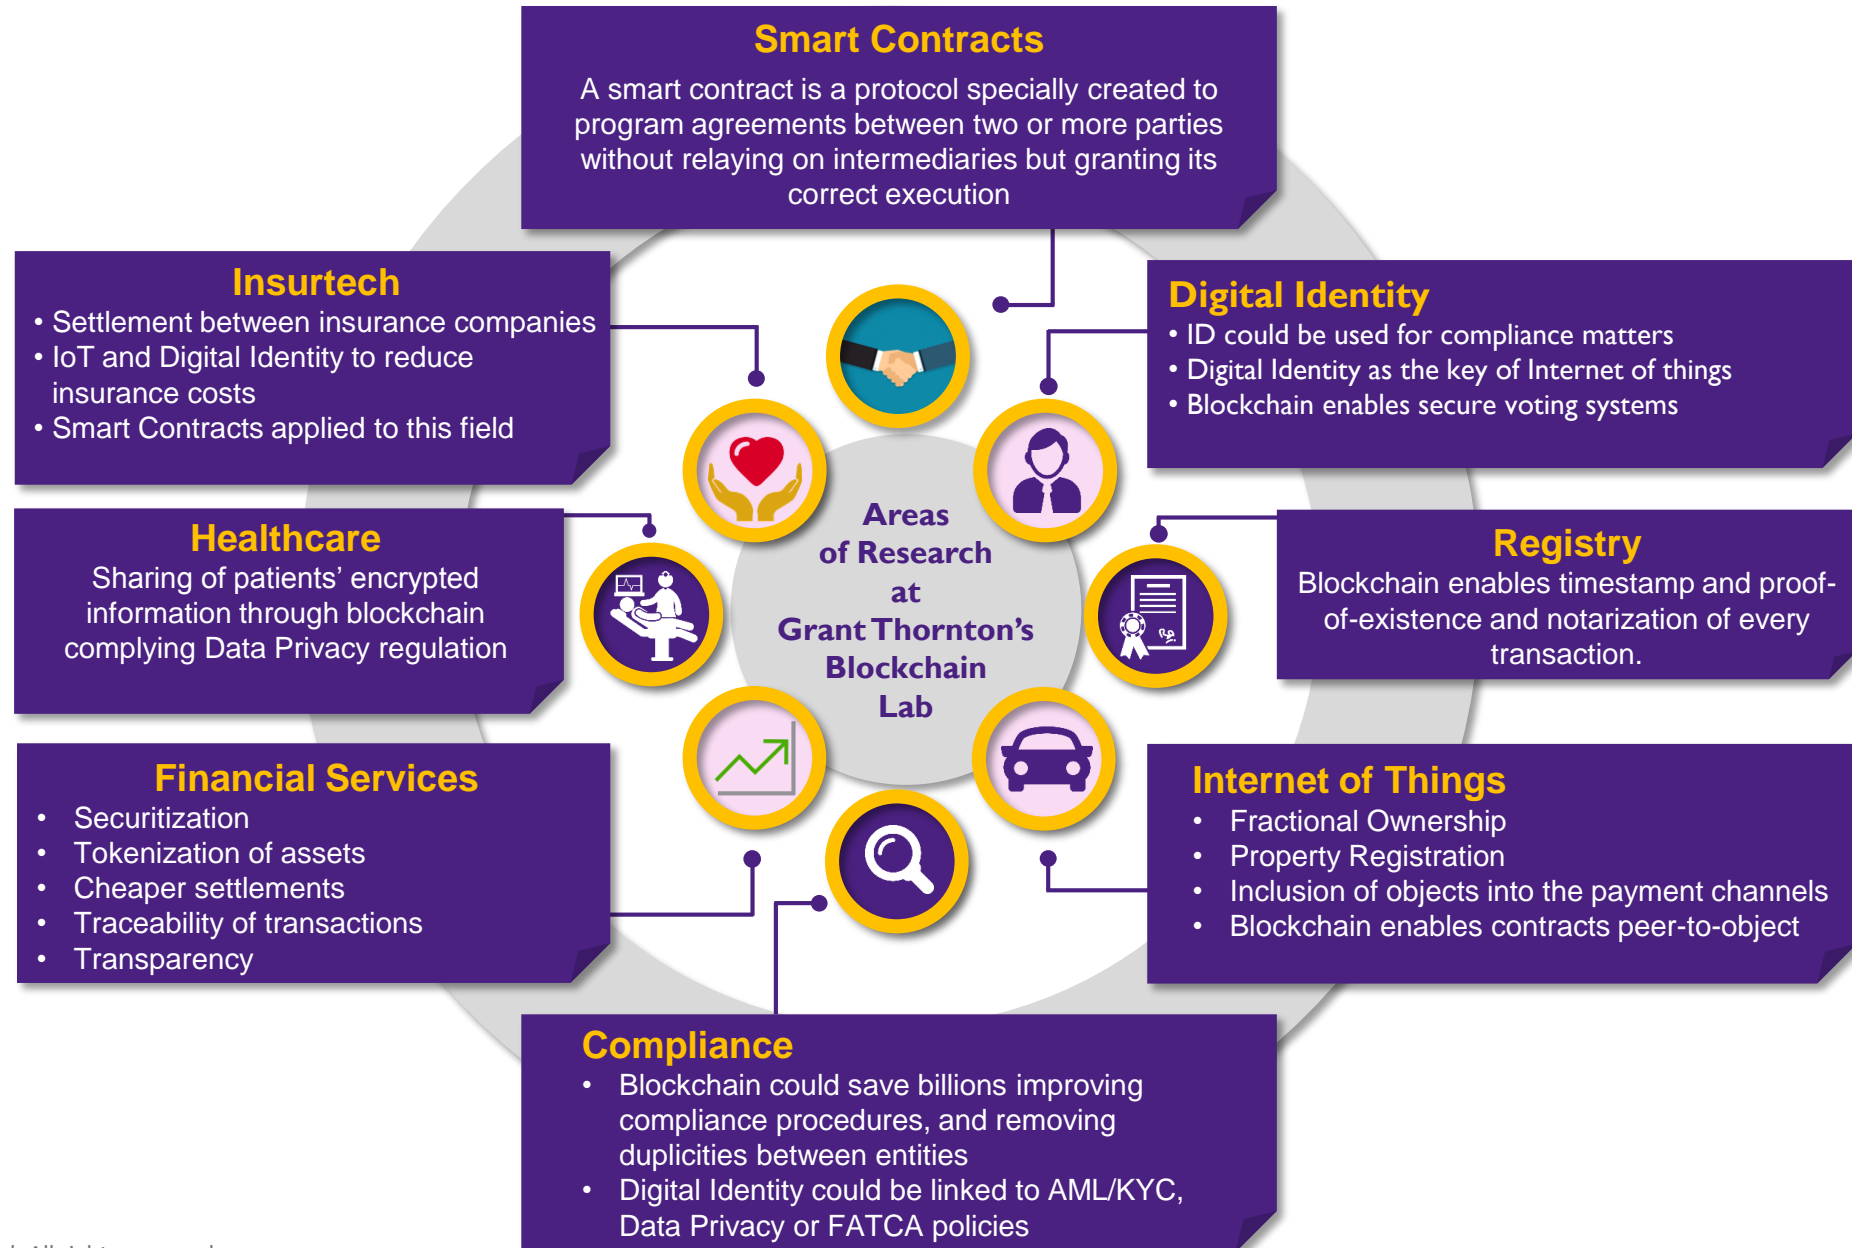 Smart Contracts
A smart contract is a protocol specially created to
program agreements between two or more parties
without relaying on intermediaries but granting its
correct execution
Insurtech
• Settlement between insurance companies
• IoT and Digital Identity to reduce
insurance costs
• Smart Contracts applied to this field
Digital Identity
• ID could be used for compliance matters
• Digital Identity as the key of Internet of things
• Blockchain enables secure voting systems
Healthcare
Sharing of patients’ encrypted
information through blockchain
complying Data Privacy regulation
Areas
of Research
at
Grant Thornton’s
Blockchain
Lab
Registry
Blockchain enables timestamp and proof-
of-existence and notarization of every
transaction.
Financial Services
• Securitization
• Tokenization of assets
• Cheaper settlements
• Traceability of transactions
• Transparency
Internet of Things
• Fractional Ownership
• Property Registration
• Inclusion of objects into the payment channels
• Blockchain enables contracts peer-to-object
Compliance
• Blockchain could save billions improving
compliance procedures, and removing
duplicities between entities
• Digital Identity could be linked to AML/KYC,
Data Privacy or FATCA policies